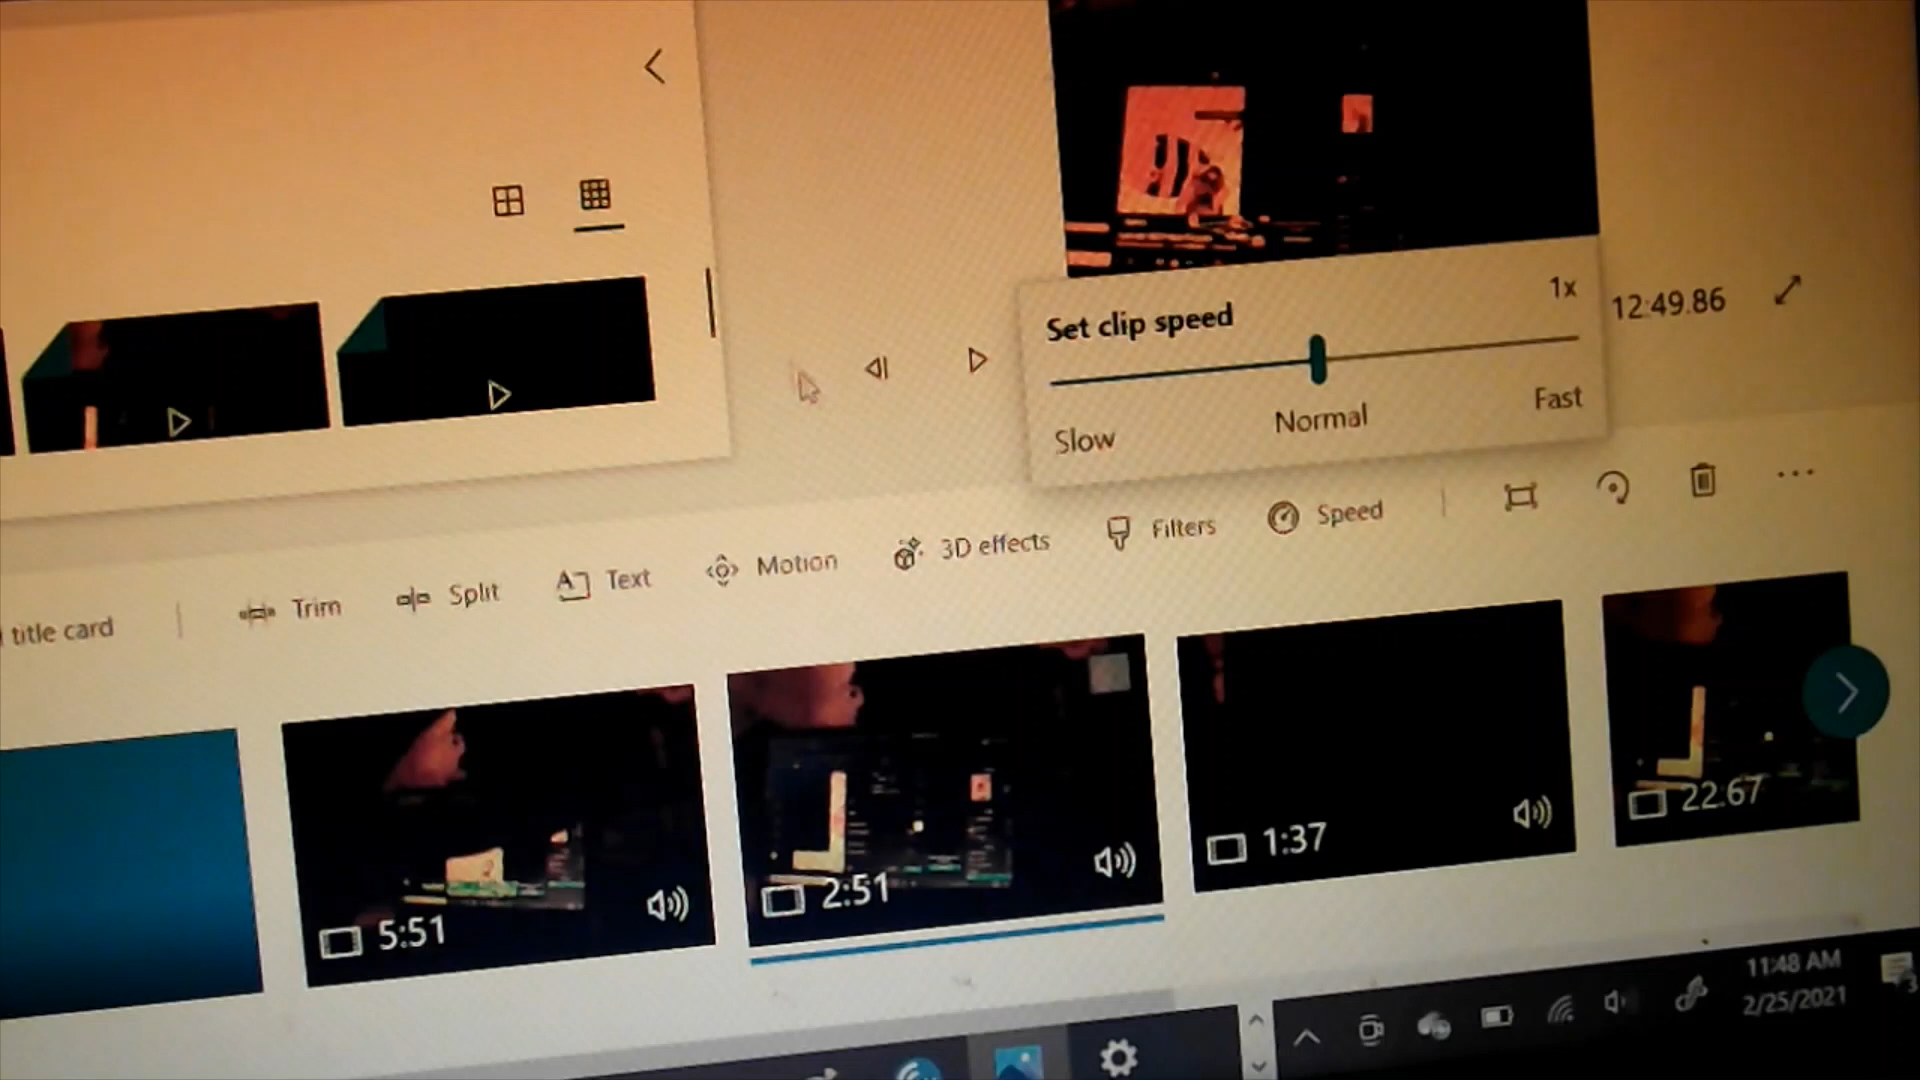 1x
Set clip speed
12:49.86
Slow
Normal
Fast
title card
Trim
Split
Text
Motion
3D effects
Filters
Speed
5:51
2:51
1:37
22.67
11:48 AM
2/25/2021
3